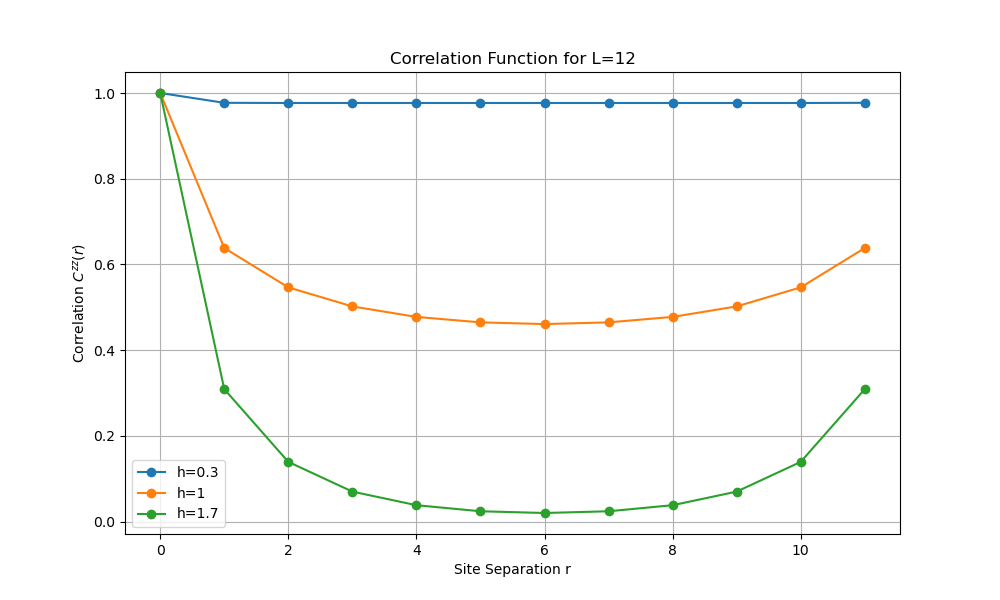 Correlation Function for L=12
Correlation $C^{zz}(r)$
1.0
0.8
0.6
0.4
0.2
0.0
h=0.3
h=1
h=1.7
0 2 4 6 8 10
Site Separation r